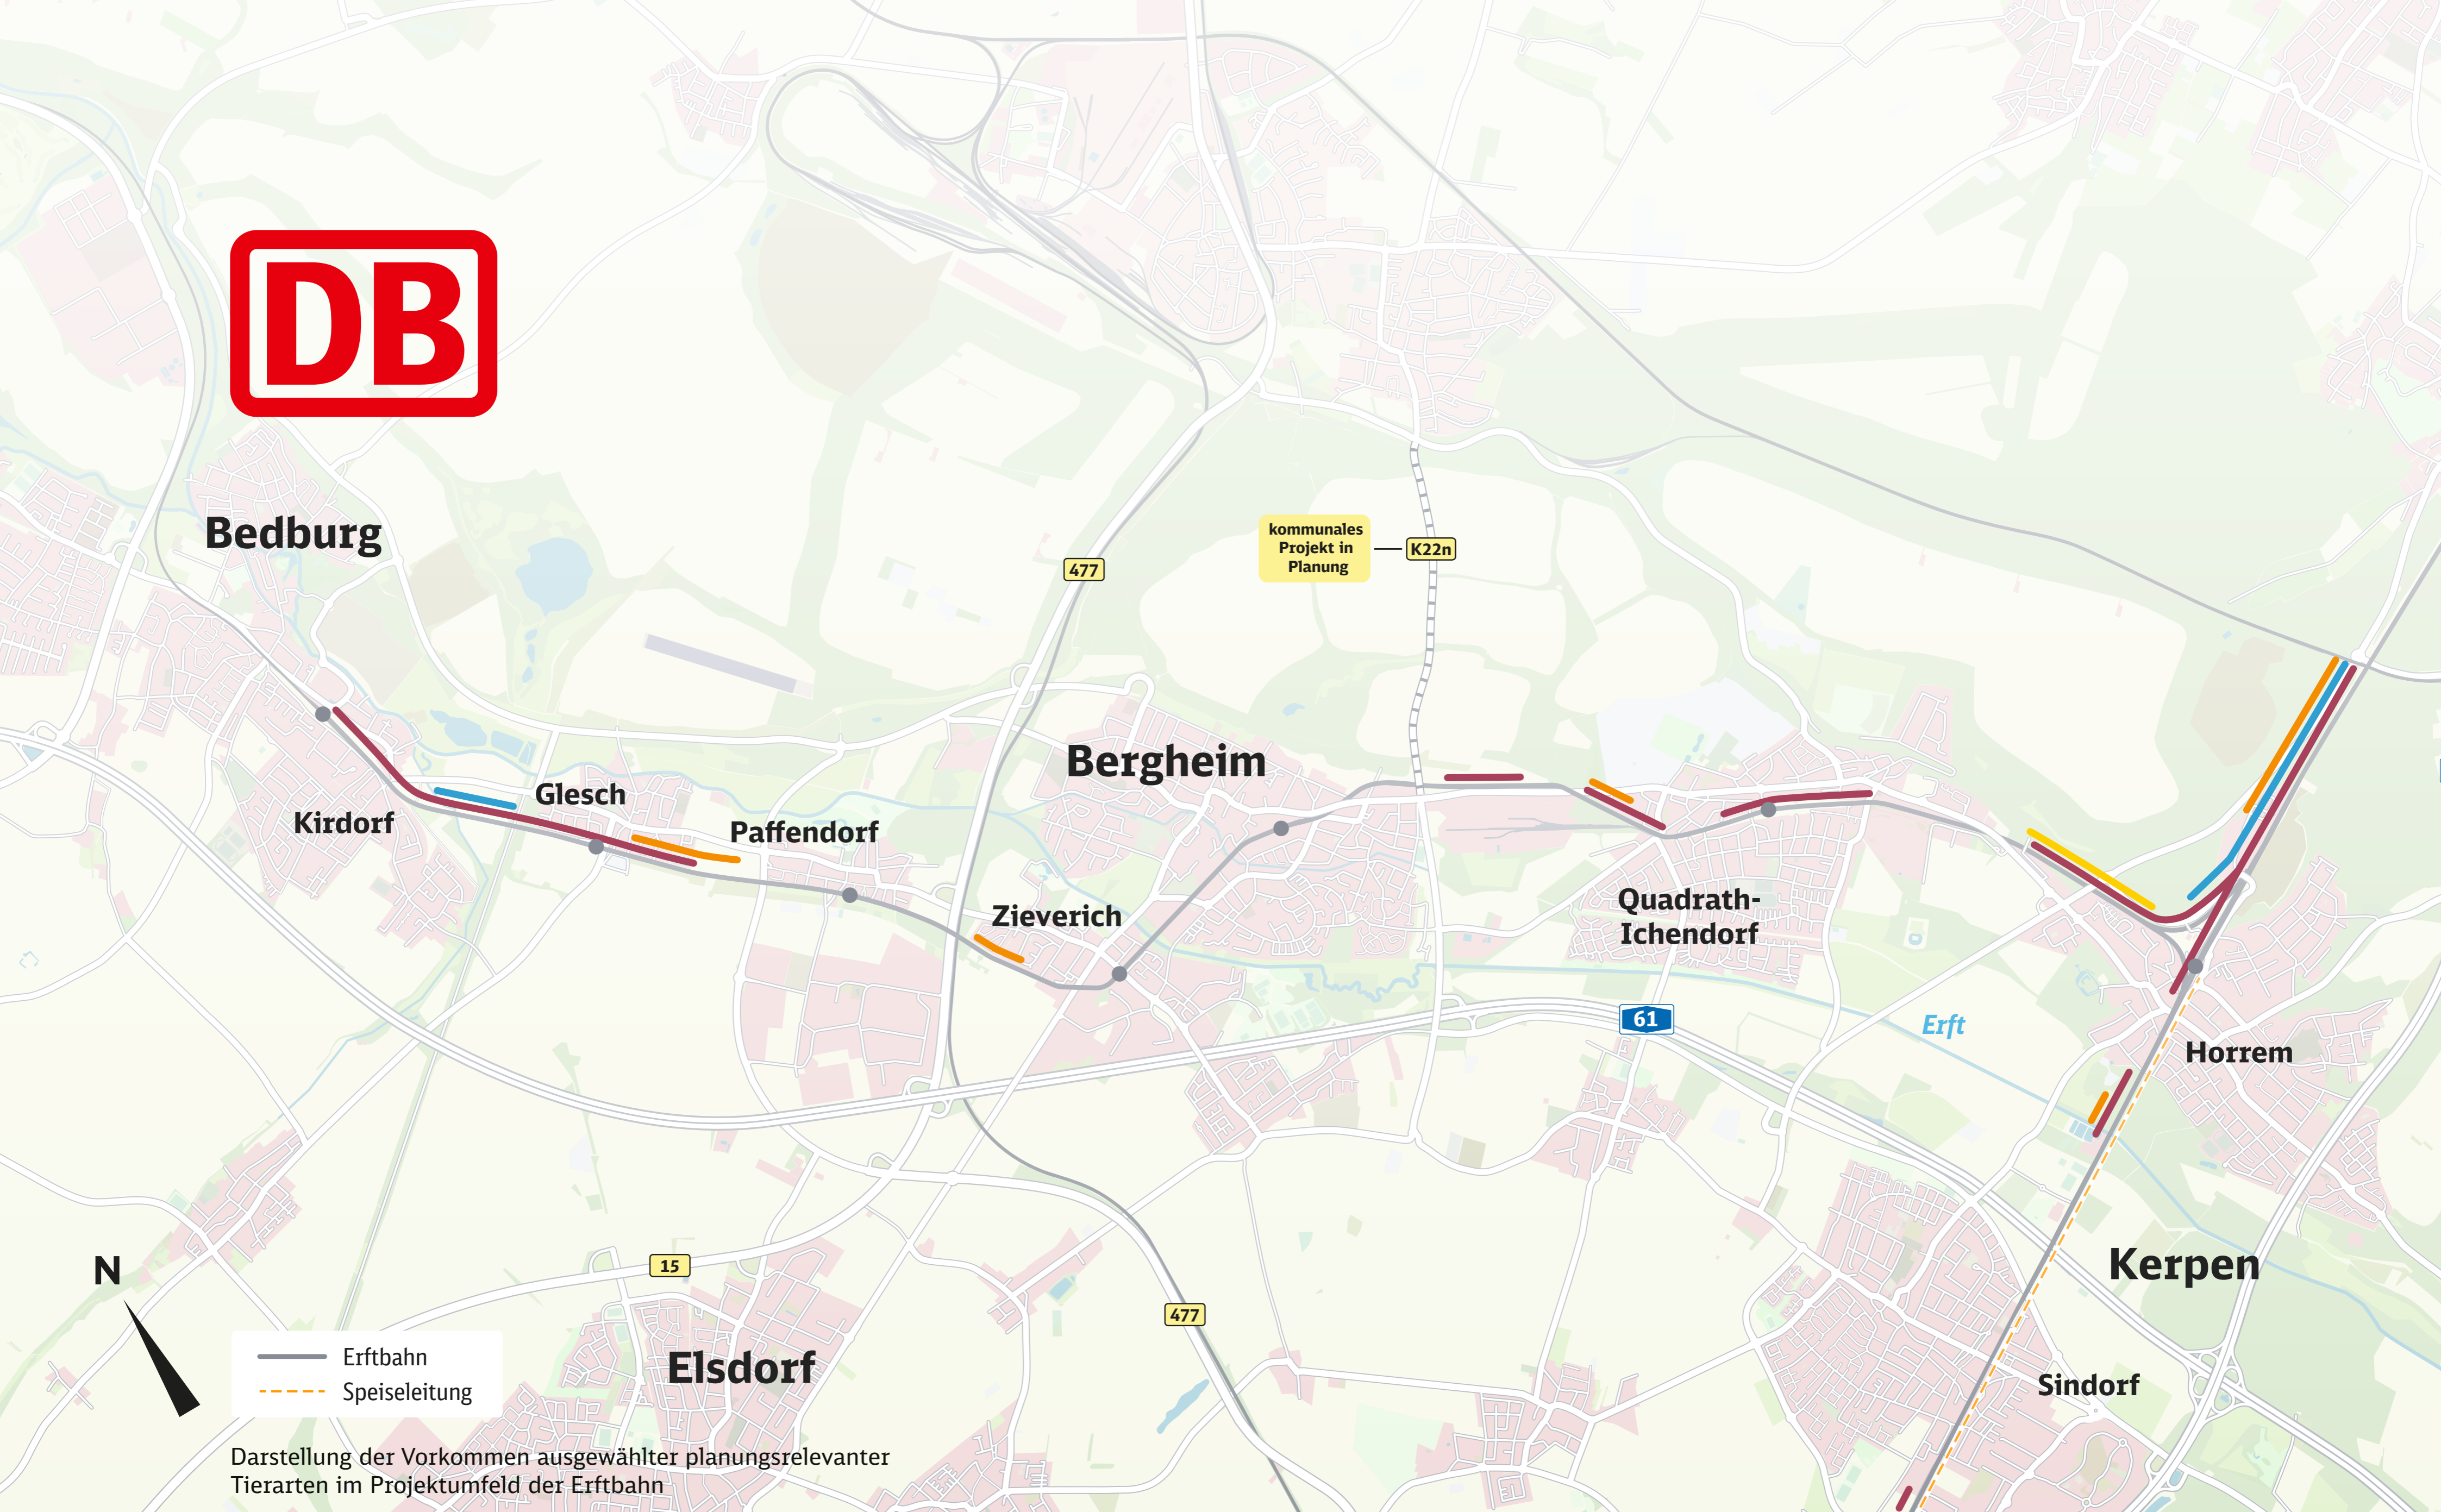 DB
Bedburg
477
kommunales
Projekt in
Planung
K22n
Bergheim
Glesch
Kirdorf
Paffendorf
Zieverich
Quadrath-
Ichendorf
61
Erft
Horrem
N
15
Kerpen
477
Elsdorf
Sindorf
Erftbahn
Speiseleitung
Darstellung der Vorkommen ausgewählter planungsrelevanter
Tierarten im Projektumfeld der Erftbahn